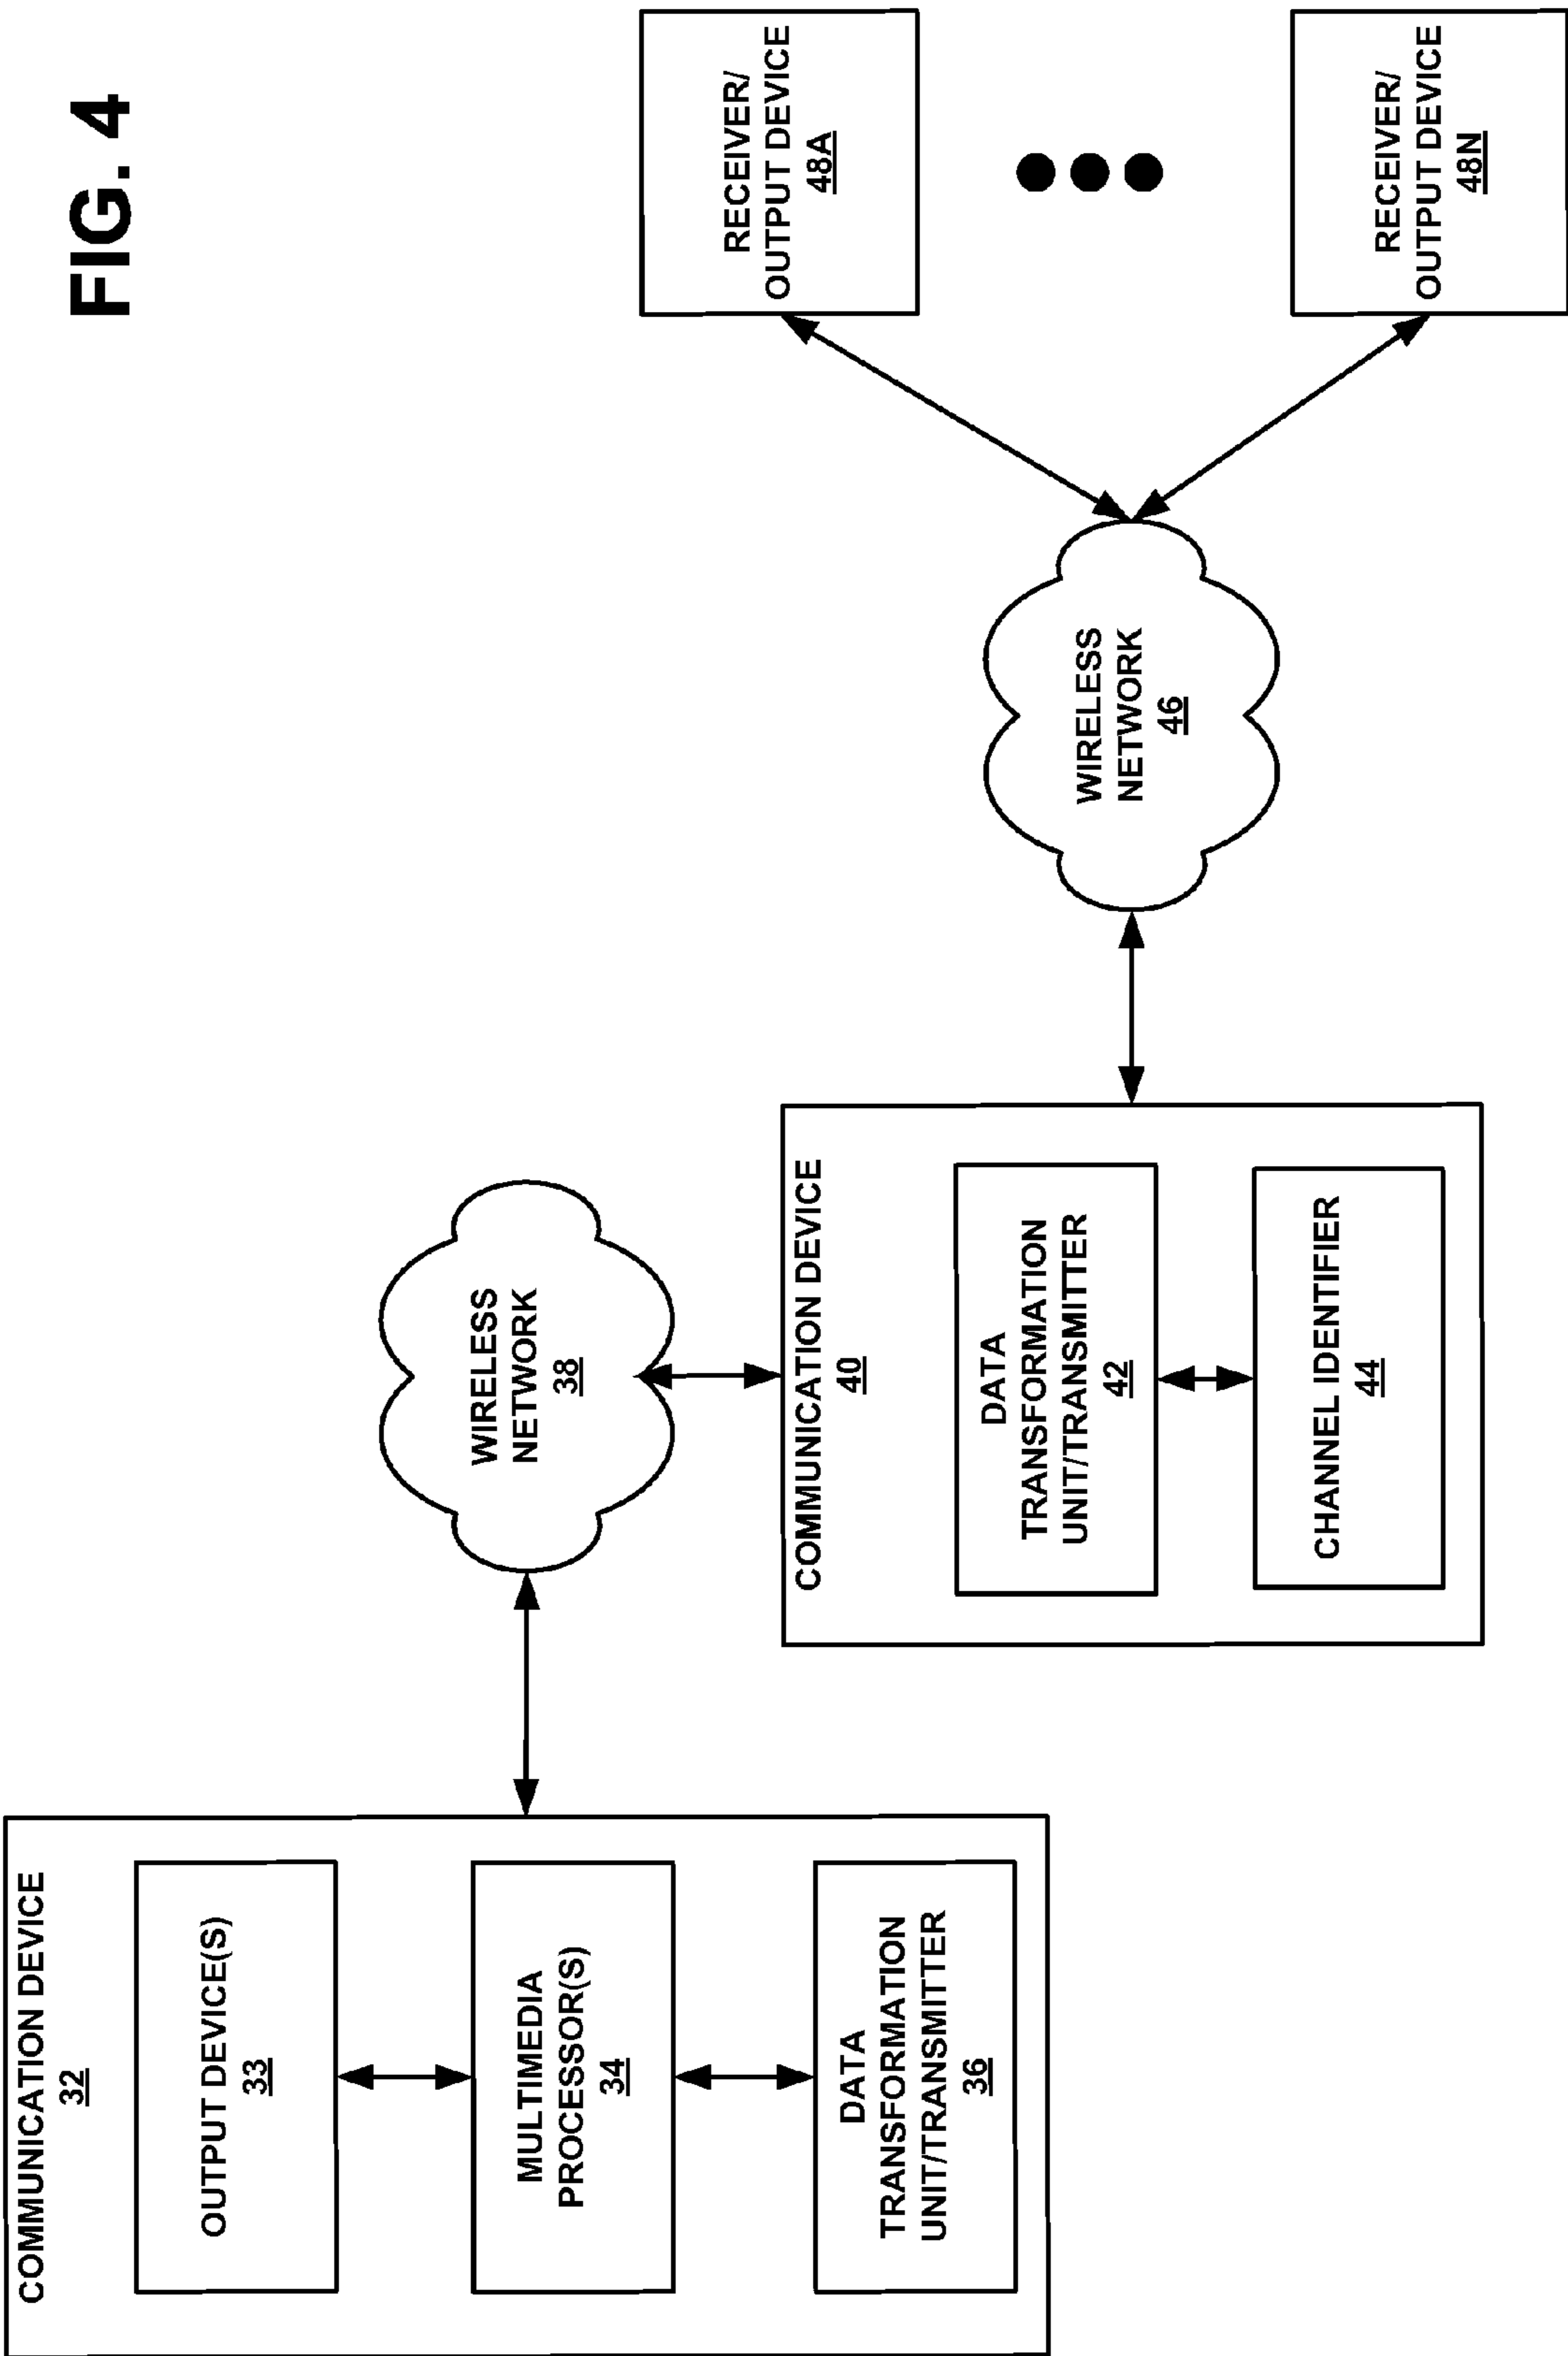 FIG. 4
COMMUNICATION DEVICE
32
OUTPUT DEVICE(S)
33
MULTIMEDIA
PROCESSOR(S)
34
DATA
TRANSFORMATION
UNIT/TRANSMITTER
36
WIRELESS
NETWORK
38
COMMUNICATION DEVICE
40
DATA
TRANSFORMATION
UNIT/TRANSMITTER
42
CHANNEL IDENTIFIER
44
WIRELESS
NETWORK
46
RECEIVER/
OUTPUT DEVICE
48A
RECEIVER/
OUTPUT DEVICE
48N